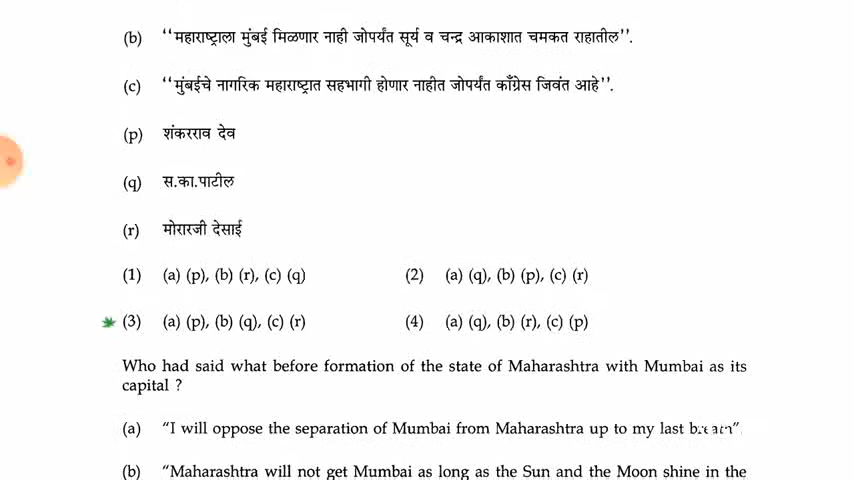 (b) ‘‘महाराष्ट्राला मुंबई मिळणार नाही जोपर्यंत सूर्य व चन्द्र आकाशात चमकत राहातील’’.
(c) ‘‘मुंबईचे नागरिक महाराष्ट्रात सहभागी होणार नाहीत जोपर्यंत काँग्रेस जिवंत आहे’’.
(p) शंकरराव देव
(q) स.का.पाटील
(r) मोरारजी देसाई
(1) (a) (p), (b) (r), (c) (q) (2) (a) (q), (b) (p), (c) (r)
(3) (a) (p), (b) (q), (c) (r) (4) (a) (q), (b) (r), (c) (p)
Who had said what before formation of the state of Maharashtra with Mumbai as its
capital ?
(a) “I will oppose the separation of Mumbai from Maharashtra up to my last breath”
(b) “Maharashtra will not get Mumbai as long as the Sun and the Moon shine in the